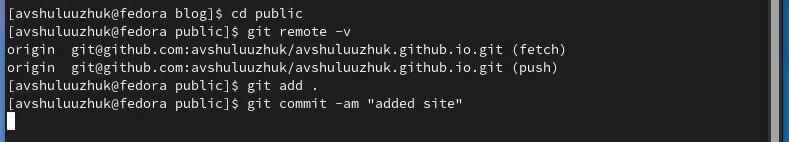 [avshuluuzhuk@fedora blog]$ cd public
[avshuluuzhuk@fedora public]$ git remote -v
origin  git@github.com:avshuluuzhuk/avshuluuzhuk.github.io.git (fetch)
origin  git@github.com:avshuluuzhuk/avshuluuzhuk.github.io.git (push)
[avshuluuzhuk@fedora public]$ git add .
[avshuluuzhuk@fedora public]$ git commit -am "added site"